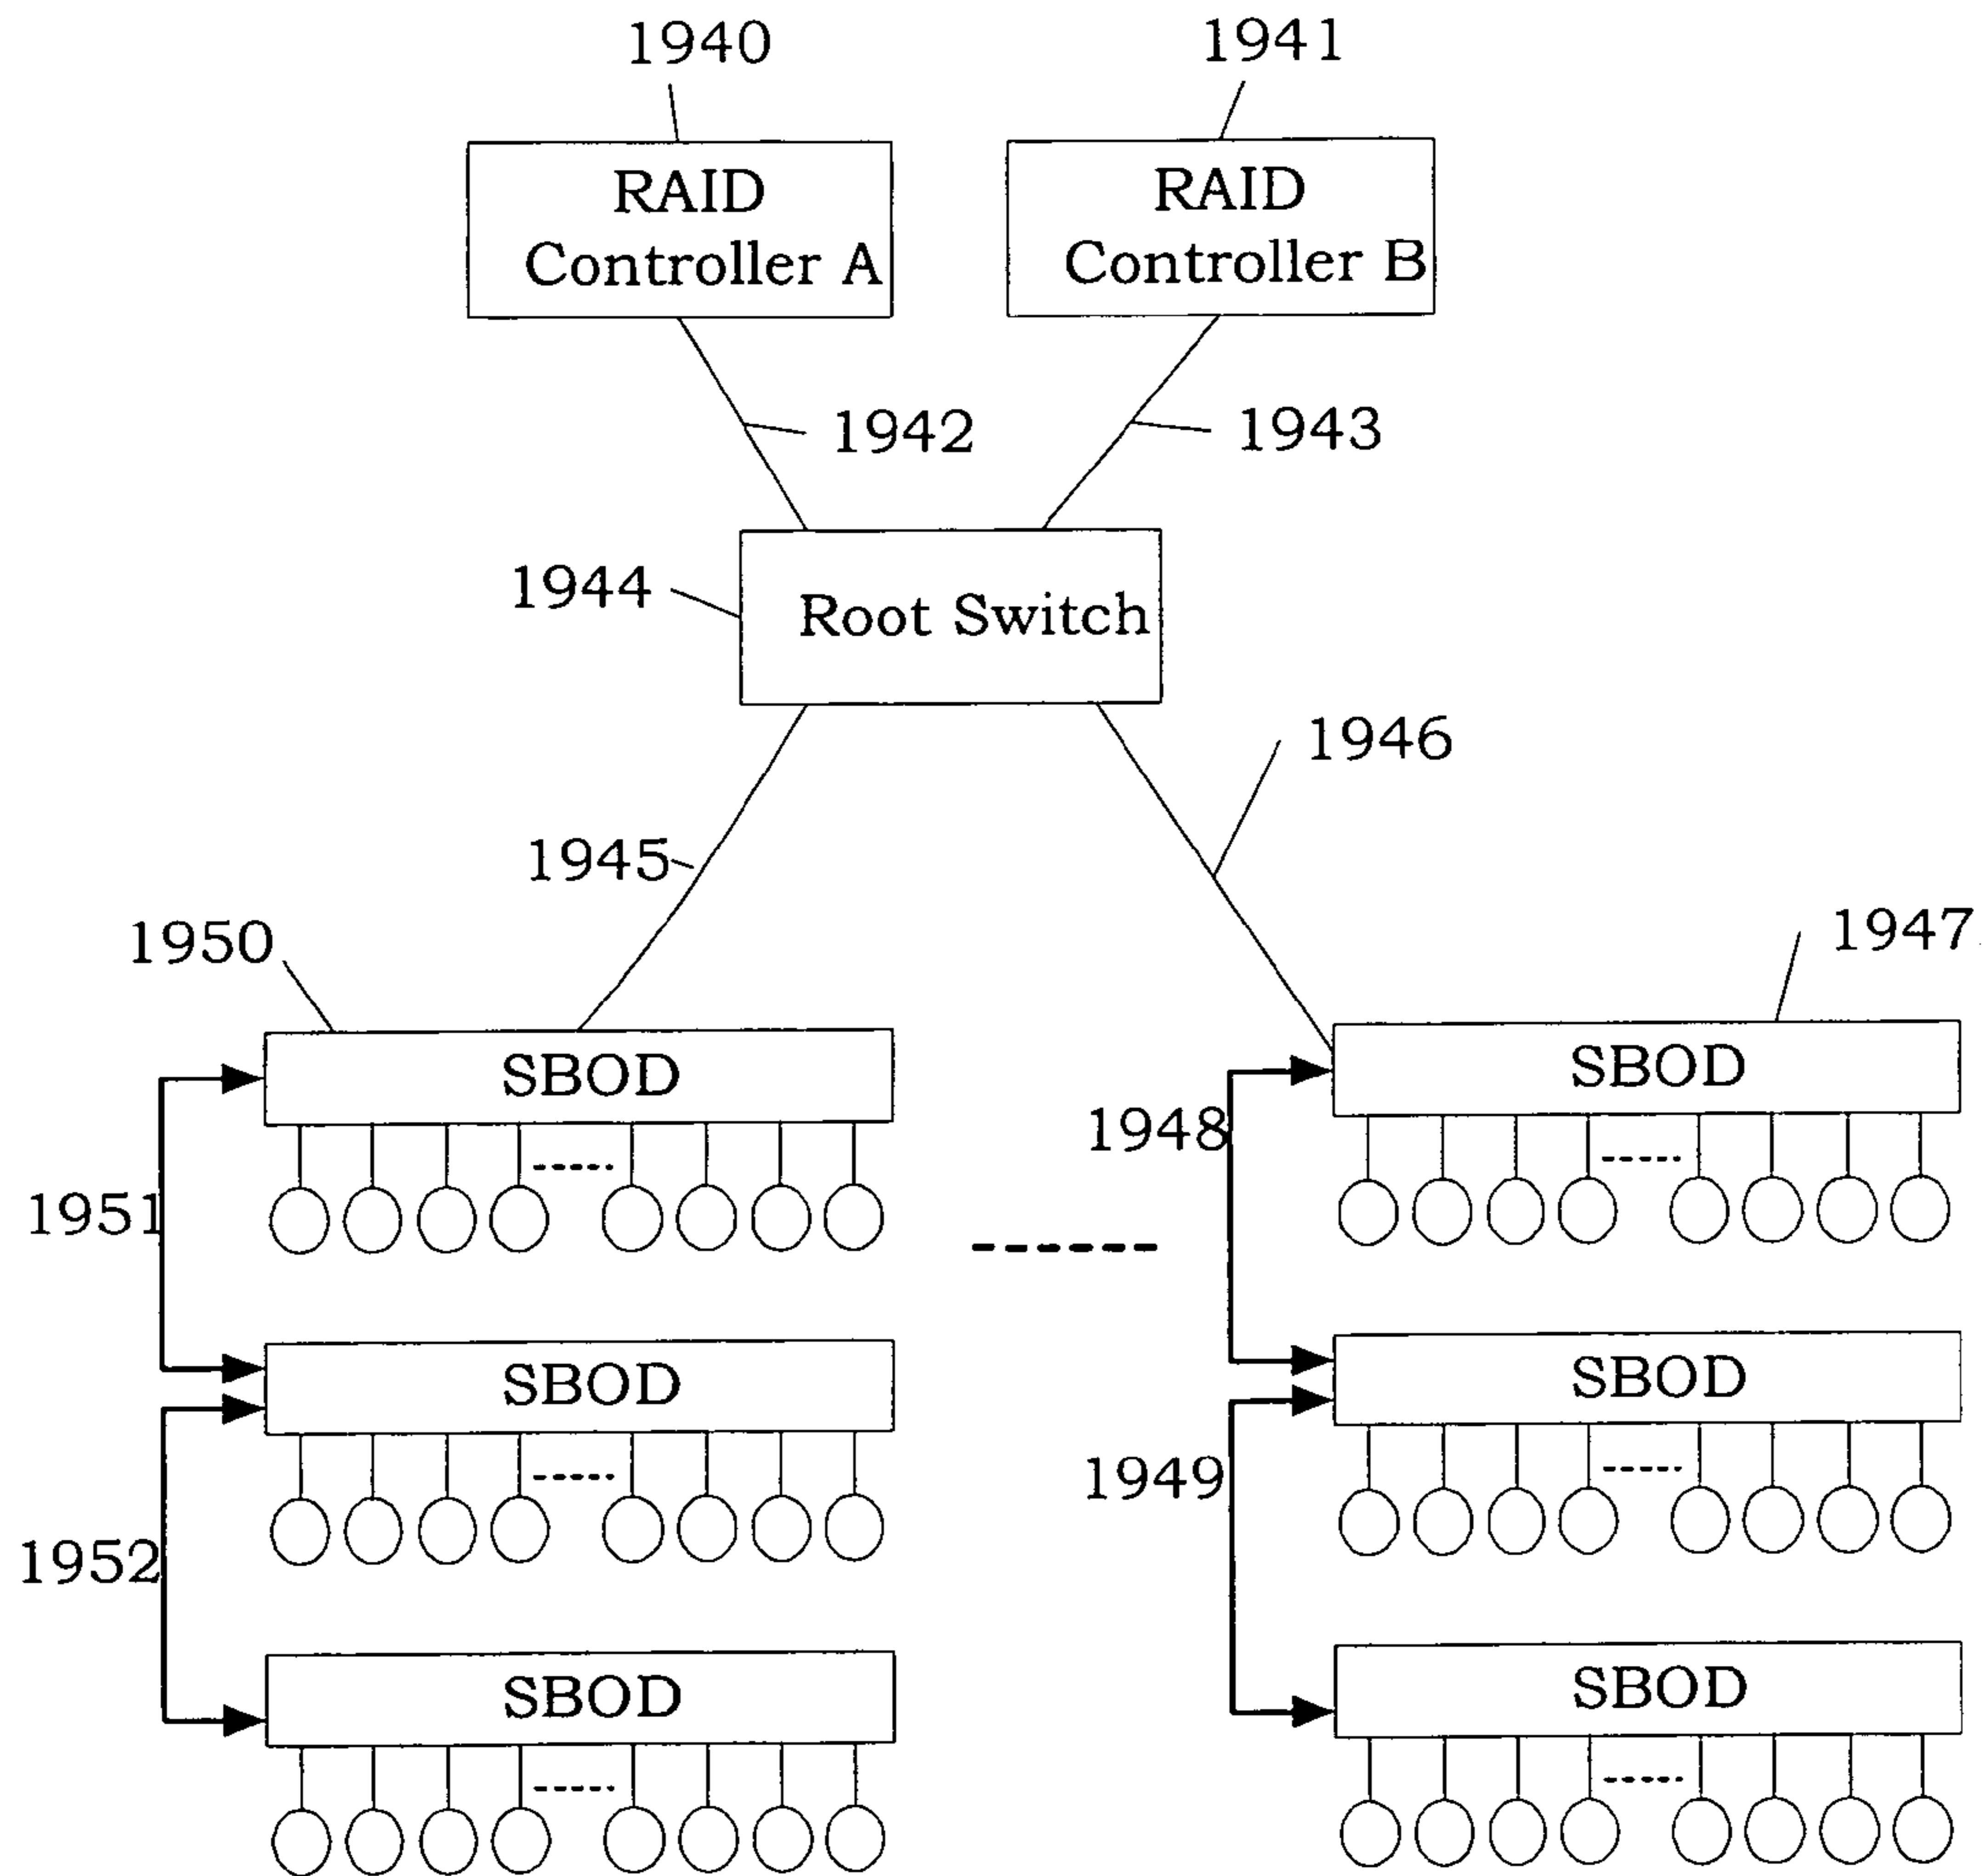 1940
1941
RAID
Controller A
RAID
Controller B
1942
1943
1944
Root Switch
1946
1945
1950
1947
SBOD
SBOD
1948
1951
SBOD
SBOD
1949
1952
SBOD
SBOD